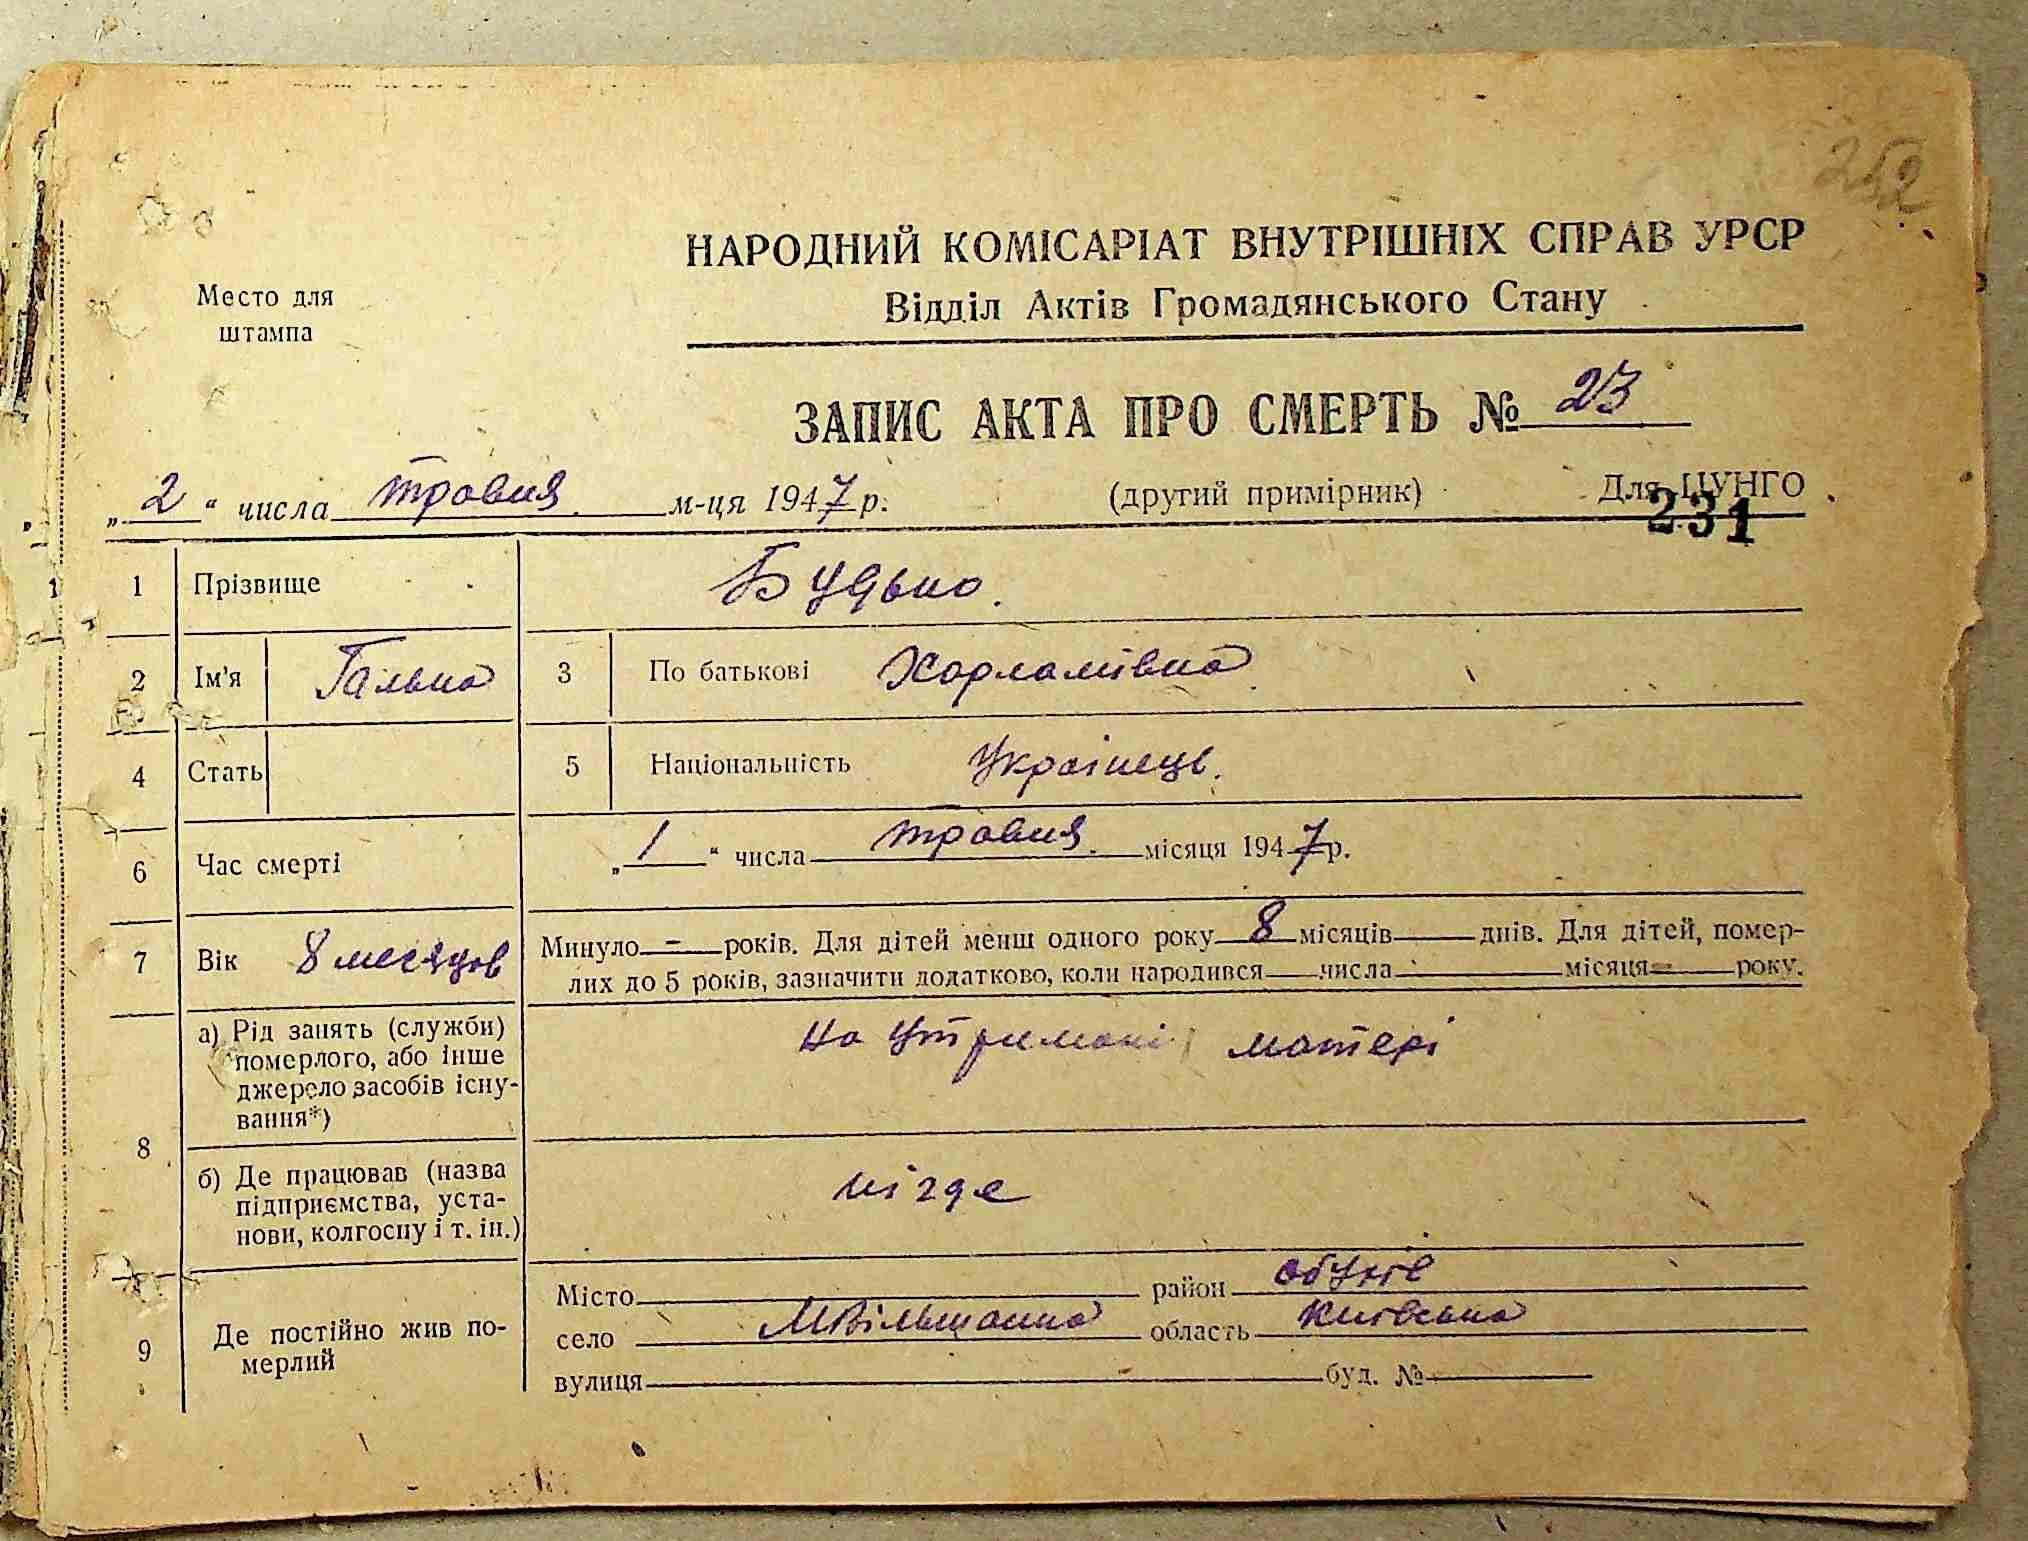 252
НАРОДНИЙ КОМІСАРІАТ ВНУТРІШНІХ СПРАВ УРСР
Место для
штампа
Відділ Актів Громадянського Стану
ЗАПИС АКТА ПРО СМЕРТЬ № 23
„2“ числа травня м-ця 1947 р. (другий примірник) Для ЦУНГО
231
1 Прізвище Будько.
2 Ім'я Галька 3 По батькові Харламівна
4 Стать 5 Національність Українець.
6 Час смерті „1“ числа травня. місяця 1947 р.
7 Вік 8 месяцов Минуло - років. Для дітей менш одного року 8 місяців днів. Для дітей, помер-
лих до 5 років, зазначити додатково, коли народився числа місяця року.
8 а) Рід занять (служби) померлого, або інше джерело засобів існу-вання*) на утримані матері
б) Де працював (назва підприємства, уста-нови, колгоспу і т. ін.) нігде
9 Де постійно жив по-мерлий
Місто район Обухів
село МВільшанка область Київська
вулиця буд. №